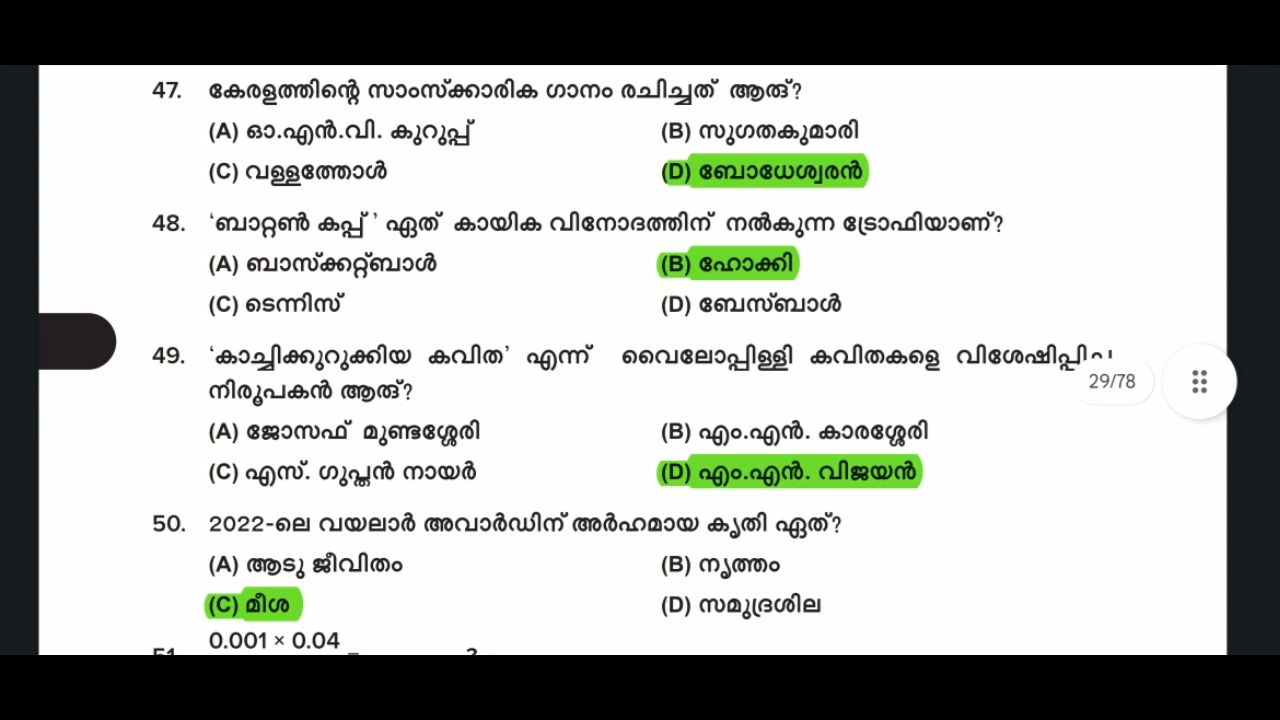 47. കേരളത്തിന്റെ സാംസ്ക്കാരിക ഗാനം രചിച്ചത് ആര്?
(A) ഓ.എൻ.വി. കുറുപ്പ് (B) സുഗതകുമാരി
(C) വള്ളത്തോൾ (D) ബോധേശ്വരൻ
48. ‘ബാറ്റൺ കപ്പ് ’ ഏത് കായിക വിനോദത്തിന് നൽകുന്ന ട്രോഫിയാണ്?
(A) ബാസ്ക്കറ്റ്ബാൾ (B) ഹോക്കി
(C) ടെന്നിസ് (D) ബേസ്ബാൾ
49. ‘കാച്ചിക്കുറുക്കിയ കവിത’ എന്ന് വൈലോപ്പിള്ളി കവിതകളെ വിശേഷിപ്പിച്ച
29/78
നിരൂപകൻ ആര്?
(A) ജോസഫ് മുണ്ടശ്ശേരി (B) എം.എൻ. കാരശ്ശേരി
(C) എസ്. ഗുപ്തൻ നായർ (D) എം.എൻ. വിജയൻ
50. 2022-ലെ വയലാർ അവാർഡിന് അർഹമായ കൃതി ഏത്?
(A) ആടു ജീവിതം (B) നൃത്തം
(C) മീശ (D) സമുദ്രശില
0.001 × 0.04
51. ?